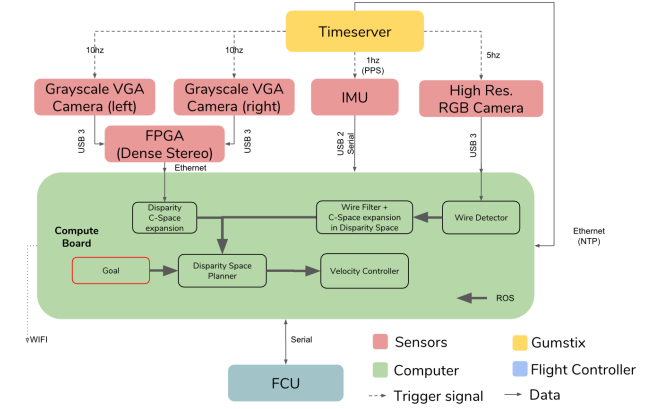 Timeserver
10hz
10hz
1hz
(PPS)
5hz
Grayscale VGA
Camera (left)
Grayscale VGA
Camera (right)
IMU
High Res.
RGB Camera
USB 3
FPGA
(Dense Stereo)
USB 3
USB 2
Serial
USB 3
Ethernet
Disparity
C-Space
expansion
Wire Filter +
C-Space expansion
in Disparity Space
Wire Detector
Compute
Board
Ethernet
(NTP)
Goal
Disparity Space
Planner
Velocity Controller
ROS
WIFI
Serial
Sensors
Gumstix
Computer
Flight Controller
FCU
Trigger signal
Data